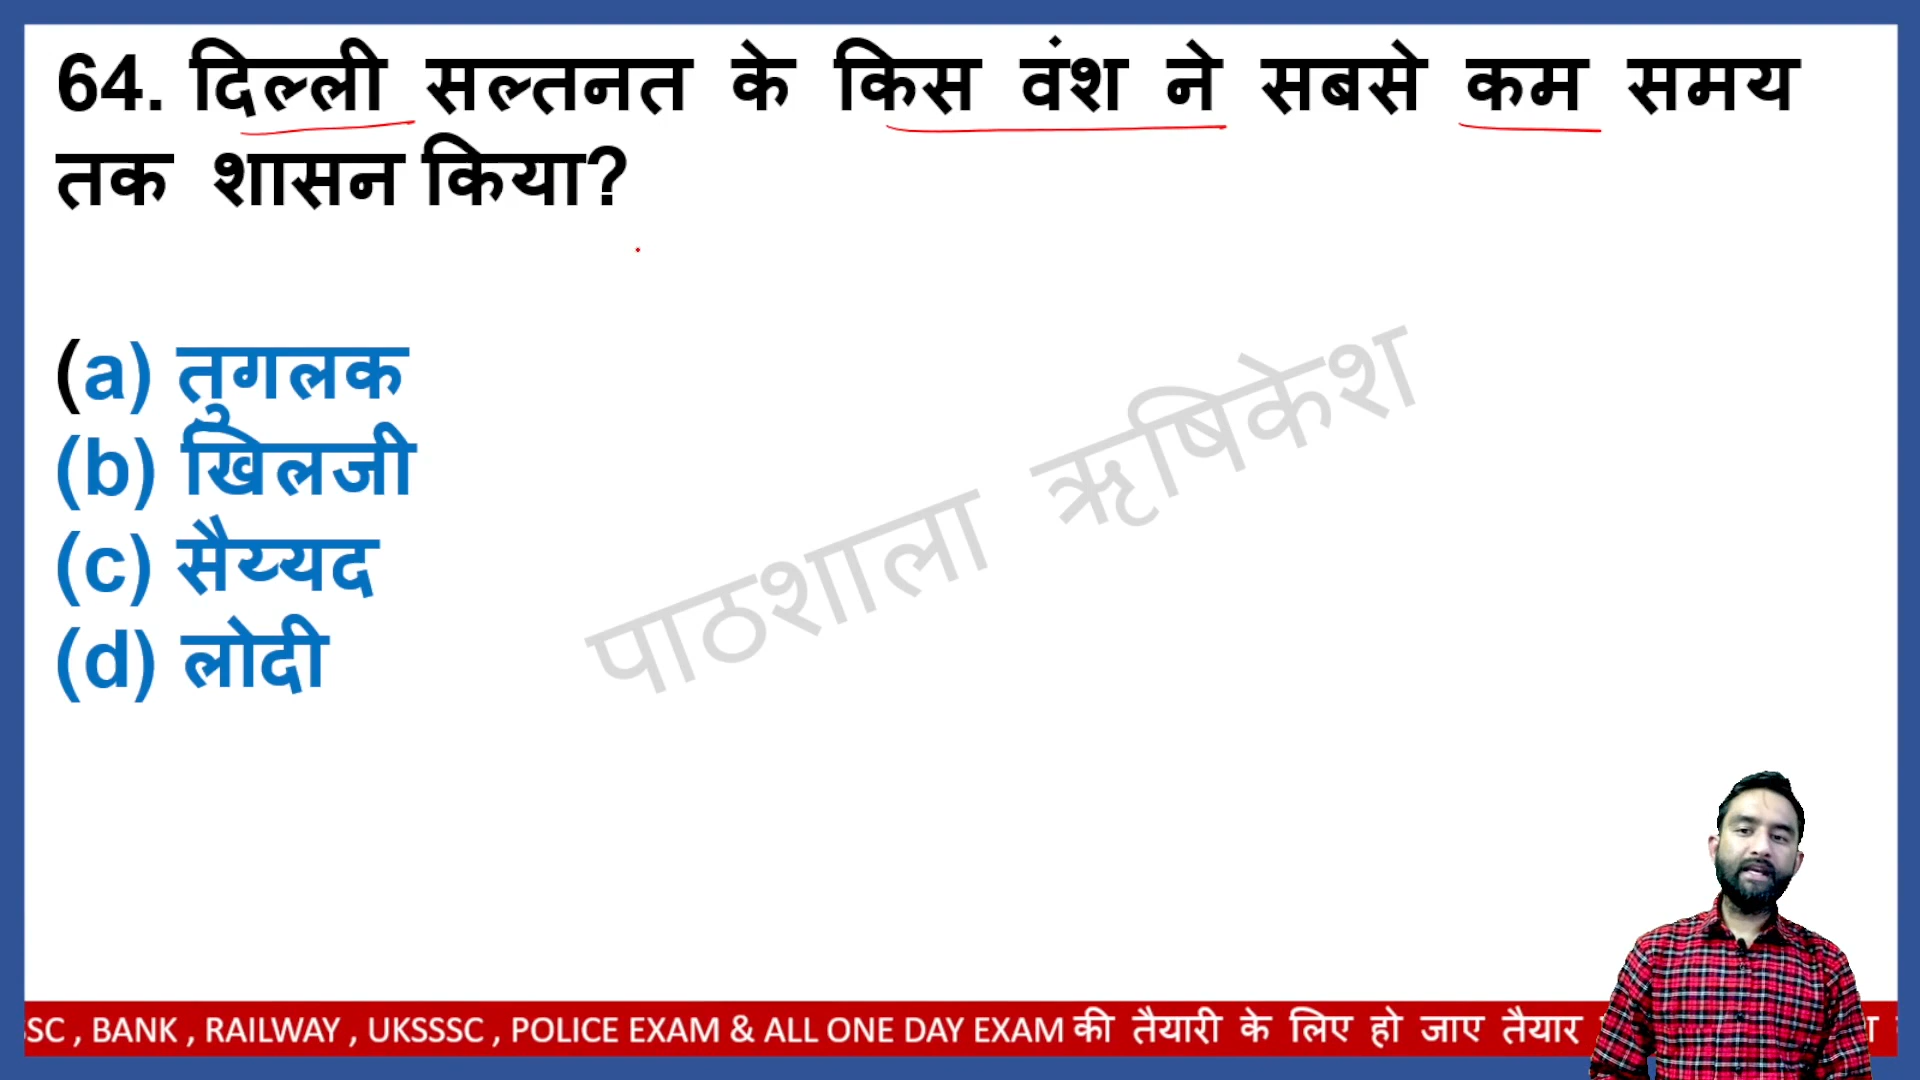 64. दिल्ली सल्तनत के किस वंश ने सबसे कम समय
तक शासन किया?
(a) तुगलक
(b) खिलजी
(c) सैय्यद
(d) लोदी
पाठशाला ऋषिकेश
SC , BANK , RAILWAY , UKSSSC , POLICE EXAM & ALL ONE DAY EXAM की तैयारी के लिए हो जाए तैयार